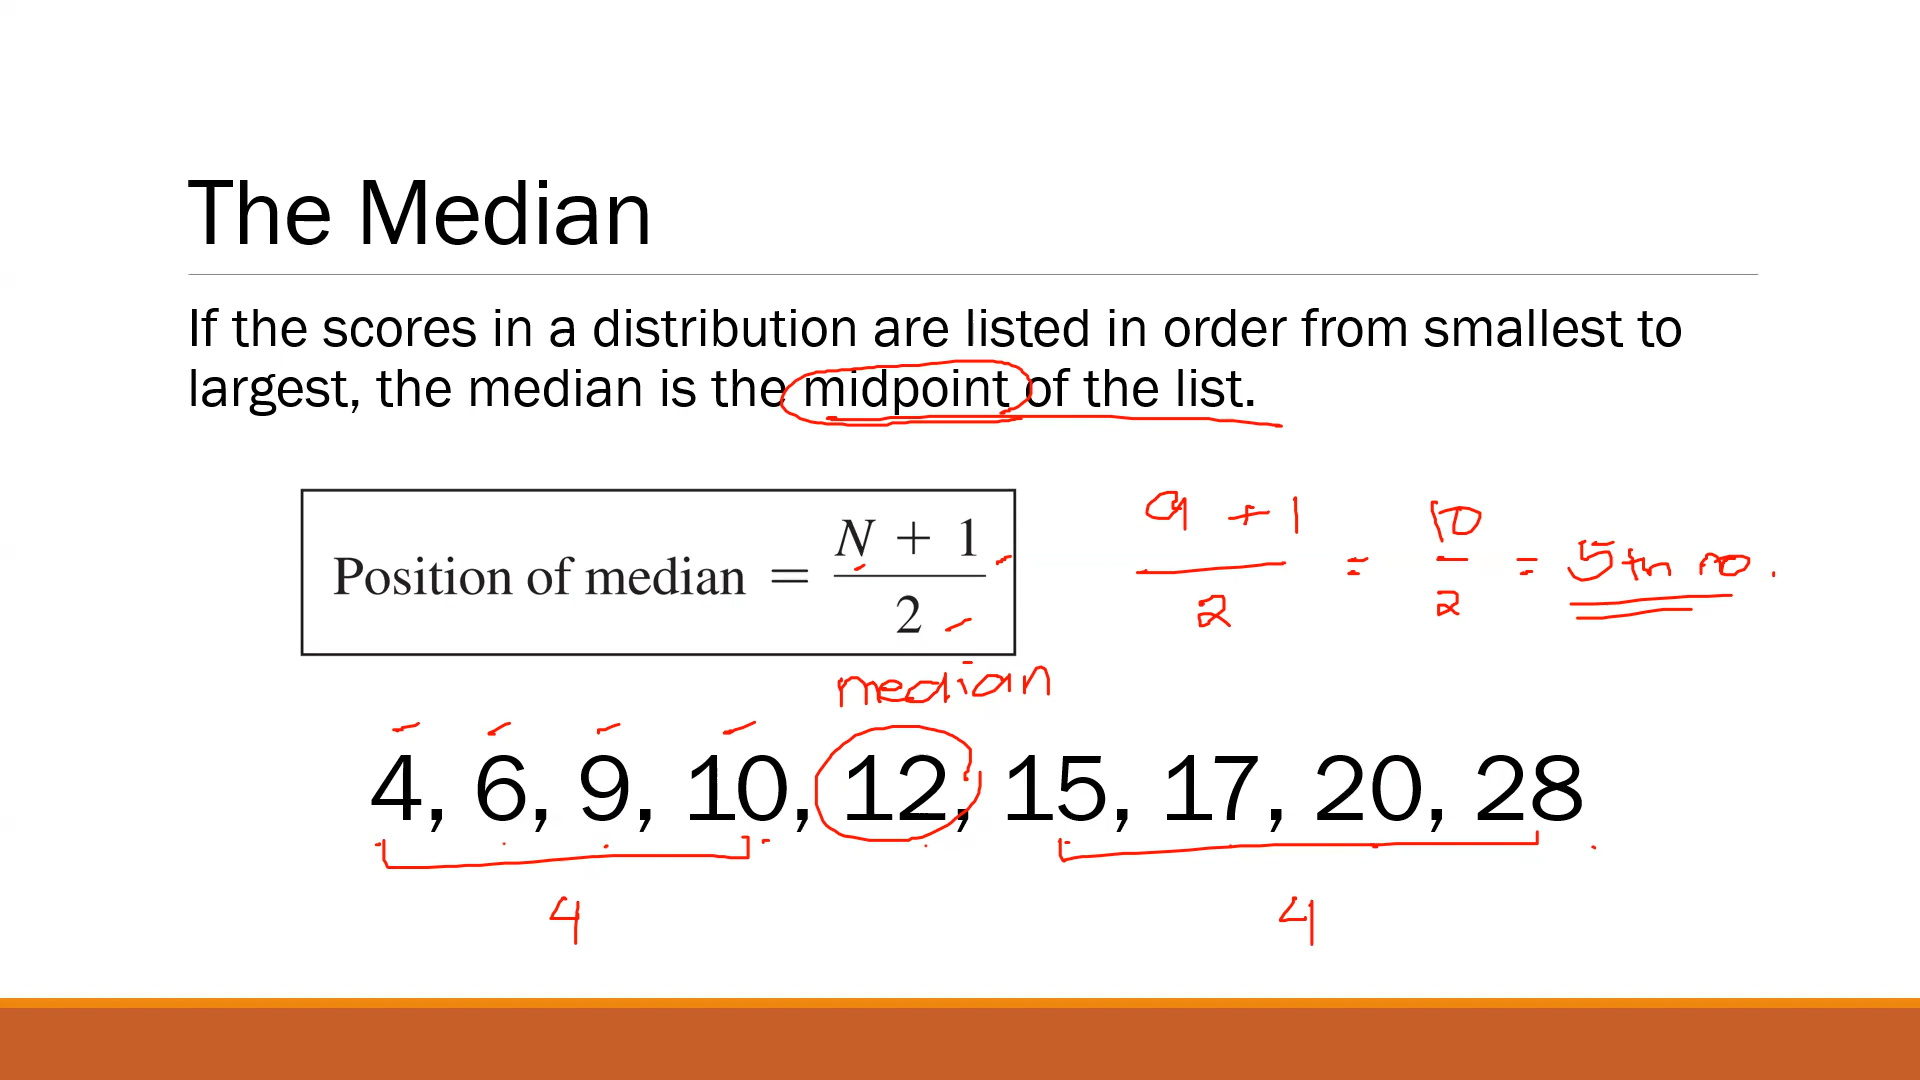 The Median
If the scores in a distribution are listed in order from smallest to
largest, the median is the midpoint of the list.
Position of median = N + 1 / 2
9 + 1 / 2 = 10 / 2 = 5th no.
median
4, 6, 9, 10, 12, 15, 17, 20, 28
4 4